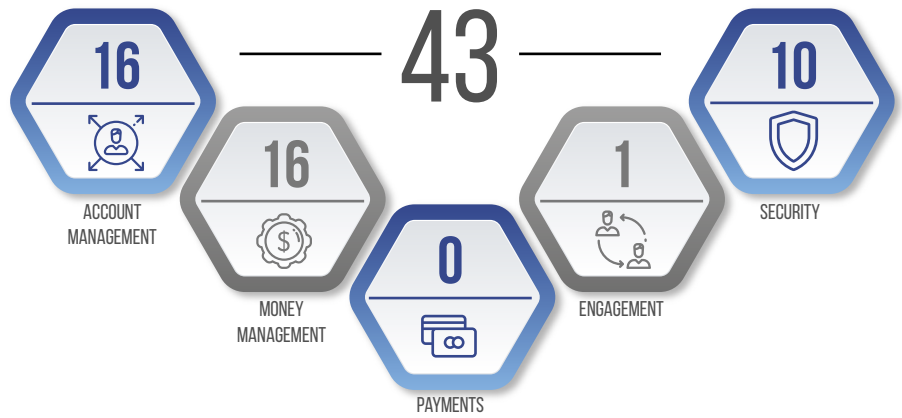 43
16
ACCOUNT
MANAGEMENT
16
$
MONEY
MANAGEMENT
0
PAYMENTS
1
ENGAGEMENT
10
SECURITY